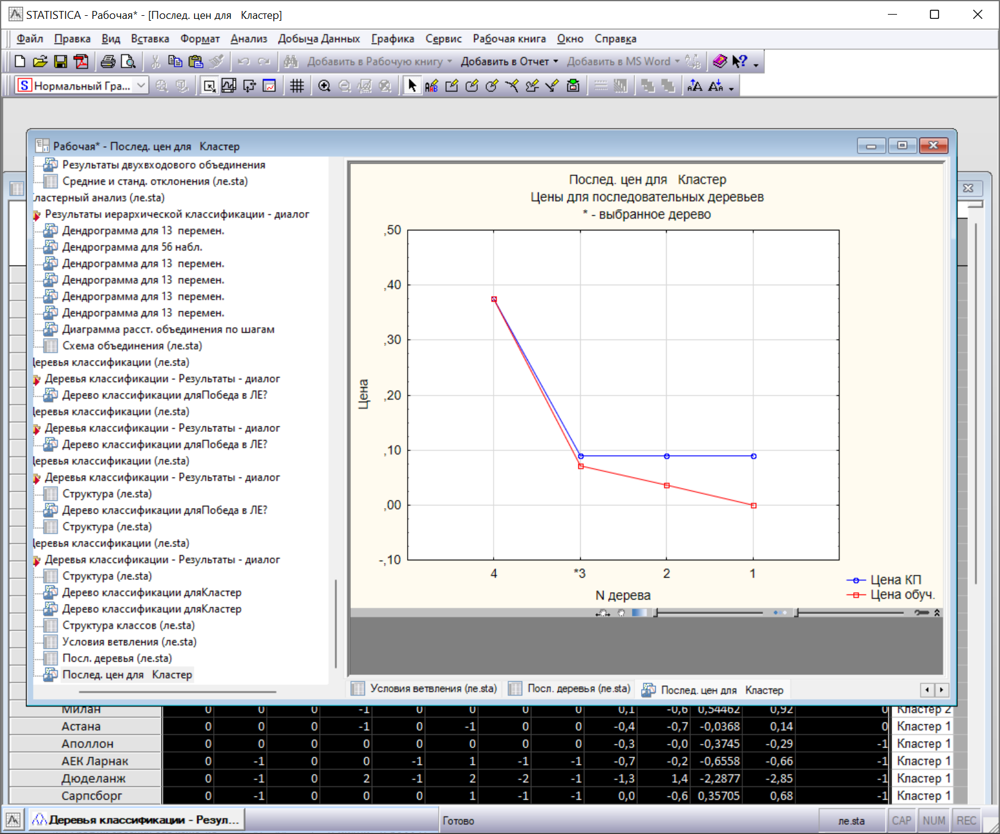 STATISTICA - Рабочая* - [Послед. цен для   Кластер]
Файл Правка Вид Вставка Формат Анализ Добыча Данных Графика Сервис Рабочая книга Окно Справка
Добавить в Рабочую книгу Добавить в Отчет Добавить в MS Word
Нормальный Гра...
Рабочая* - Послед. цен для   Кластер
Результаты двухвходового объединения
Средние и станд. отклонения (ле.sta)
Кластерный анализ (ле.sta)
Результаты иерархической классификации - диалог
Дендрограмма для 13  перемен.
Дендрограмма для 56 набл.
Дендрограмма для 13  перемен.
Дендрограмма для 13  перемен.
Дендрограмма для 13  перемен.
Дендрограмма для 13  перемен.
Диаграмма расст. объединения по шагам
Схема объединения (ле.sta)
Деревья классификации (ле.sta)
Деревья классификации - Результаты - диалог
Дерево классификации дляПобеда в ЛЕ?
Деревья классификации (ле.sta)
Деревья классификации - Результаты - диалог
Дерево классификации дляПобеда в ЛЕ?
Деревья классификации (ле.sta)
Деревья классификации - Результаты - диалог
Структура (ле.sta)
Дерево классификации дляПобеда в ЛЕ?
Структура (ле.sta)
Деревья классификации (ле.sta)
Деревья классификации - Результаты - диалог
Структура (ле.sta)
Дерево классификации дляКластер
Дерево классификации дляКластер
Структура классов (ле.sta)
Условия ветвления (ле.sta)
Посл. деревья (ле.sta)
Послед. цен для   Кластер
Послед. цен для   Кластер
Цены для последовательных деревьев
* - выбранное дерево
,50
,40
,30
,20
,10
,00
-,10
Цена
4 *3 2 1
N дерева
Цена КП
Цена обуч.
Условия ветвления (ле.sta) Посл. деревья (ле.sta) Послед. цен для   Кластер
Милан 0 0 0 -1 0 0 0 0 0,1 -0,6 0,54462 0,92 0 Кластер 2
Астана 0 0 0 -1 0 -1 0 0 -0,4 -0,7 -0,0368 0,14 0 Кластер 1
Аполлон 0 0 0 0 0 0 0 0 -0,3 -0,0 -0,3745 -0,29 -1 Кластер 1
АЕК Ларнак 0 -1 0 0 -1 1 -1 -1 -0,7 -0,2 -0,6558 -0,66 -1 Кластер 1
Дюделанж 0 -1 0 2 -1 2 -2 -1 -1,3 1,4 -2,2877 -2,85 -1 Кластер 1
Сарпсборг 0 -1 0 0 0 1 -1 -1 0,0 -0,6 0,35705 0,68 -1 Кластер 1
Деревья классификации - Резул... Готово ле.sta CAP NUM REC